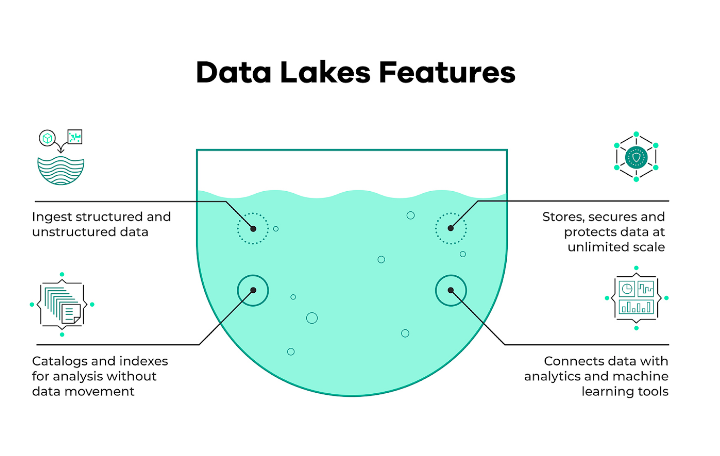 Data Lakes Features
Ingest structured and
unstructured data
Stores, secures and
protects data at
unlimited scale
Catalogs and indexes
for analysis without
data movement
Connects data with
analytics and machine
learning tools